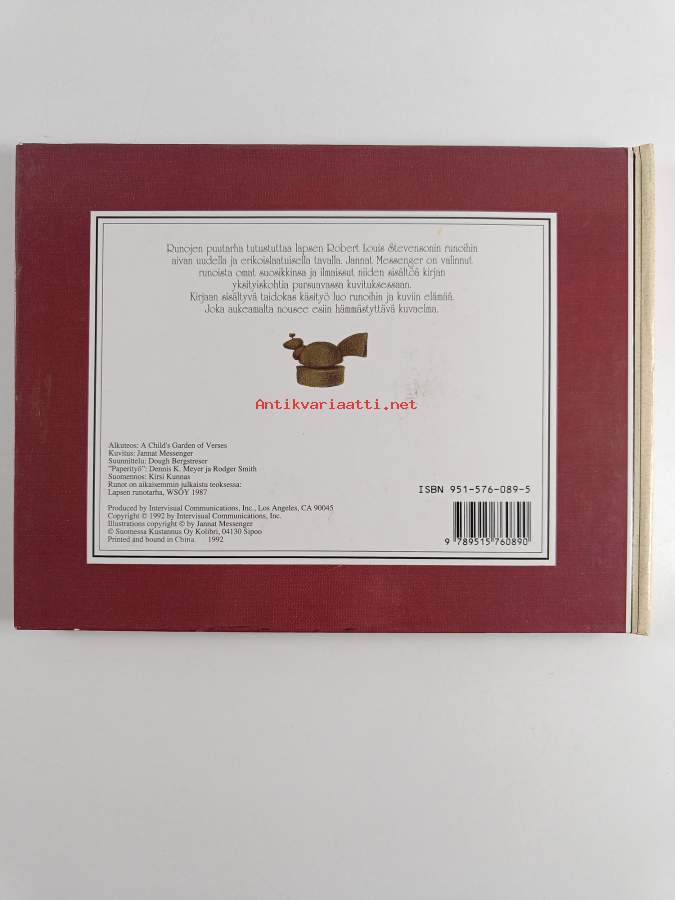 Runojen puutarha tutustuttaa lapsen Robert Louis Stevensonin runoihin
aivan uudella ja erikoislaatuisella tavalla. Jannat Messenger on valinnut
runoista omat suosikkinsa ja ilmaissut niiden sisältöä kirjan
yksityiskohtia pursuavassa kuvituksessaan.
Kirjaan sisältyvä taidokas käsityö luo runoihin ja kuviin elämää.
Joka aukeamalta nousee esiin hämmästyttävä kuvaelma.
Antikvariaatti.net
Alkuteos: A Child's Garden of Verses
Kuvitus: Jannat Messenger
Suunnittelu: Dough Bergstreser
"Paperityö": Dennis K. Meyer ja Rodger Smith
Suomennos: Kirsi Kunnas
Runot on aikaisemmin julkaistu teoksessa:
Lapsen runotarha, WSOY 1987
Produced by Intervisual Communications, Inc., Los Angeles, CA 90045
Copyright © 1992 by Intervisual Communications, Inc.
Illustrations copyright © by Jannat Messenger
© Suomessa Kustannus Oy Kolibri, 04130 Sipoo
Printed and bound in China. 1992
ISBN 951-576-089-5
9 789515 760890